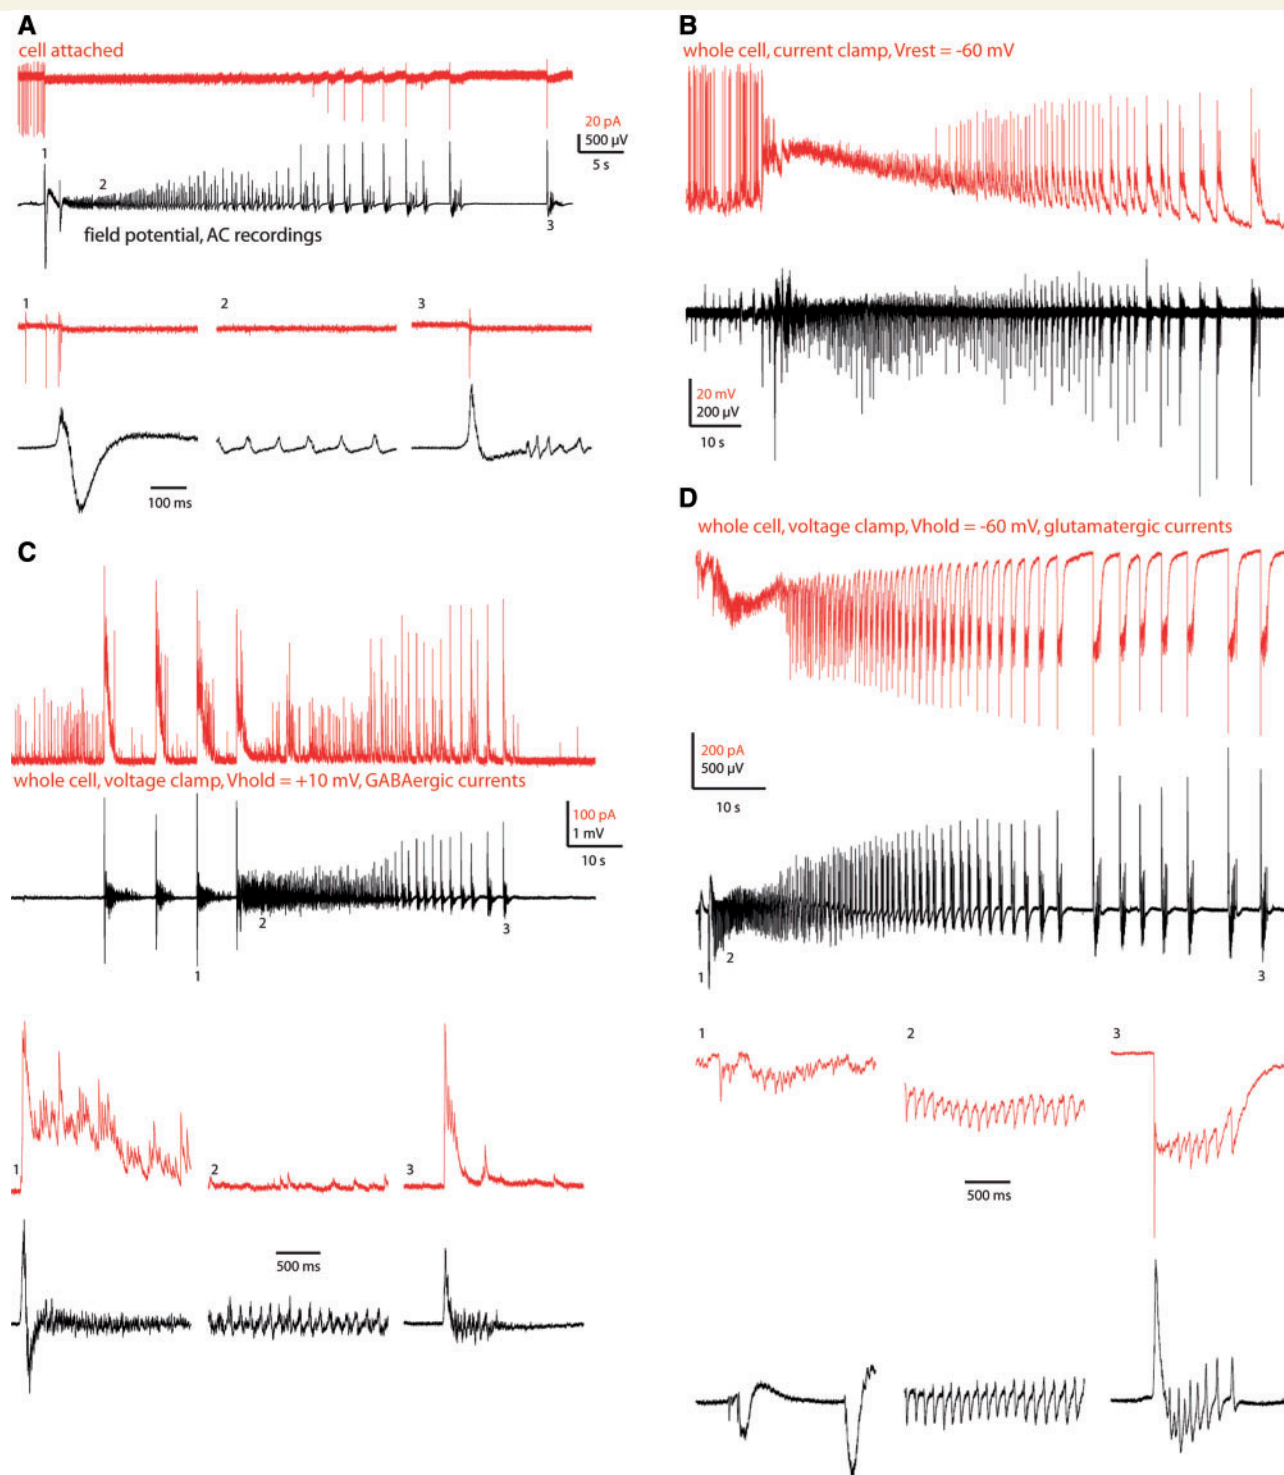 A
cell attached
20 pA
500 µV
5 s
1
2
3
field potential, AC recordings
1
2
3
100 ms
B
whole cell, current clamp, Vrest = -60 mV
20 mV
200 µV
10 s
C
whole cell, voltage clamp, Vhold = +10 mV, GABAergic currents
100 pA
1 mV
10 s
2
3
1
1
2
3
500 ms
D
whole cell, voltage clamp, Vhold = -60 mV, glutamatergic currents
200 pA
500 µV
10 s
2
1
3
1
2
3
500 ms